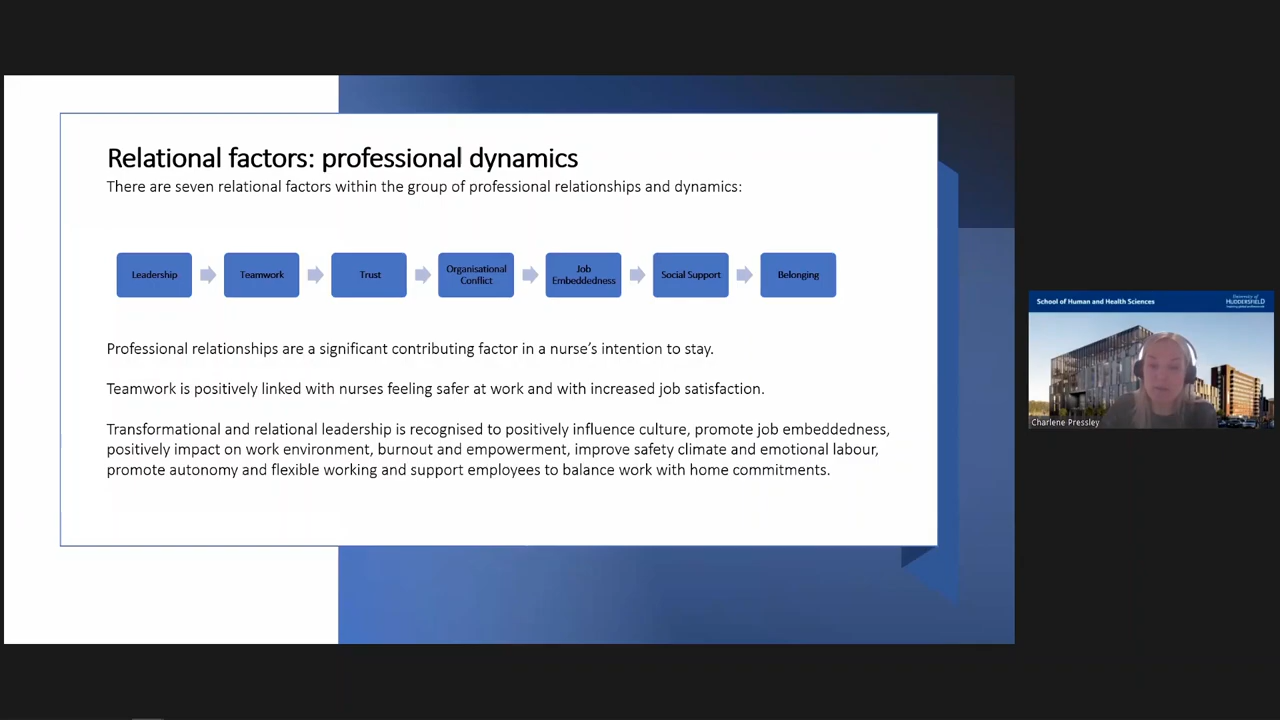 Relational factors: professional dynamics
There are seven relational factors within the group of professional relationships and dynamics:
Leadership
Teamwork
Trust
Organisational
Conflict
Job
Embeddedness
Social Support
Belonging
Professional relationships are a significant contributing factor in a nurse's intention to stay.
Teamwork is positively linked with nurses feeling safer at work and with increased job satisfaction.
Transformational and relational leadership is recognised to positively influence culture, promote job embeddedness,
positively impact on work environment, burnout and empowerment, improve safety climate and emotional labour,
promote autonomy and flexible working and support employees to balance work with home commitments.
School of Human and Health Sciences
University of
HUDDERSFIELD
Charlene Pressley